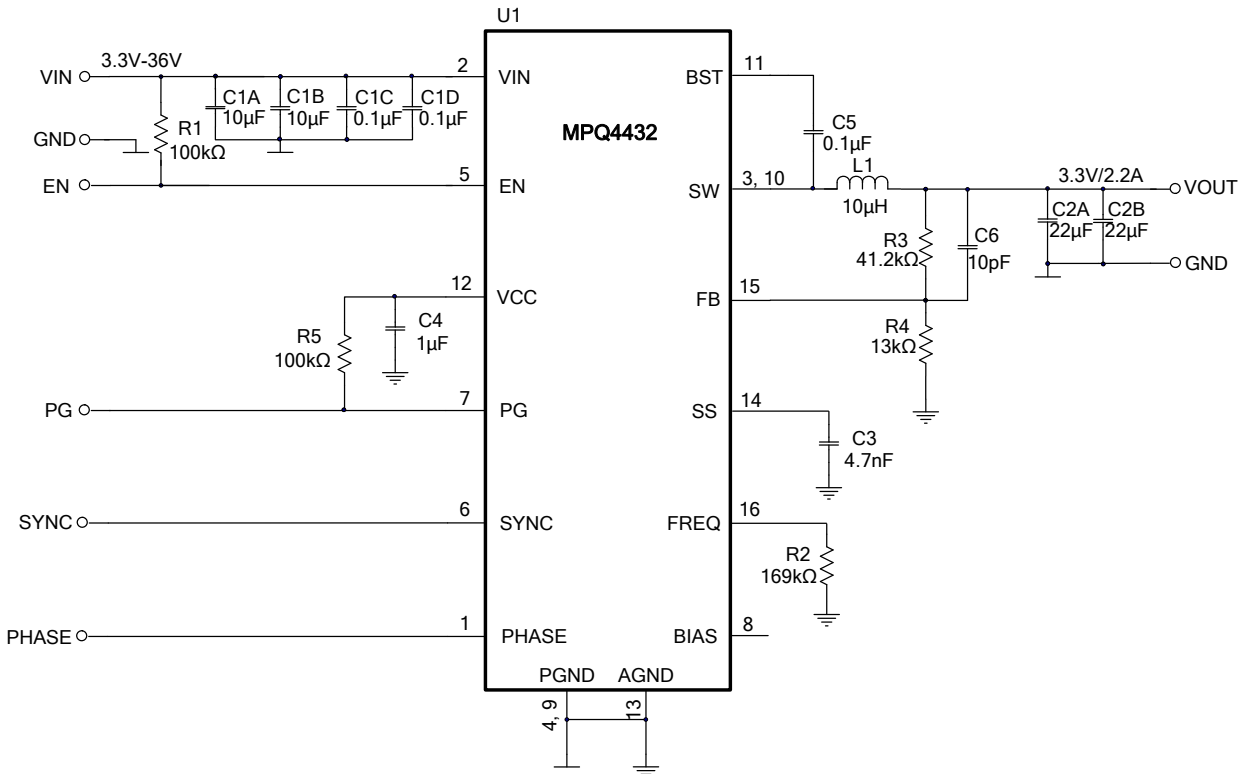 U1
MPQ4432
VIN
3.3V-36V
2
VIN
C1A
10µF
C1B
10µF
C1C
0.1µF
C1D
0.1µF
GND
R1
100kΩ
EN
5
EN
12
VCC
R5
100kΩ
C4
1µF
PG
7
PG
SYNC
6
SYNC
PHASE
1
PHASE
BST
11
C5
0.1µF
SW
3, 10
L1
10µH
3.3V/2.2A
VOUT
C2A
22µF
C2B
22µF
GND
R3
41.2kΩ
C6
10pF
FB
15
R4
13kΩ
SS
14
C3
4.7nF
FREQ
16
R2
169kΩ
BIAS
8
PGND
AGND
4, 9
13